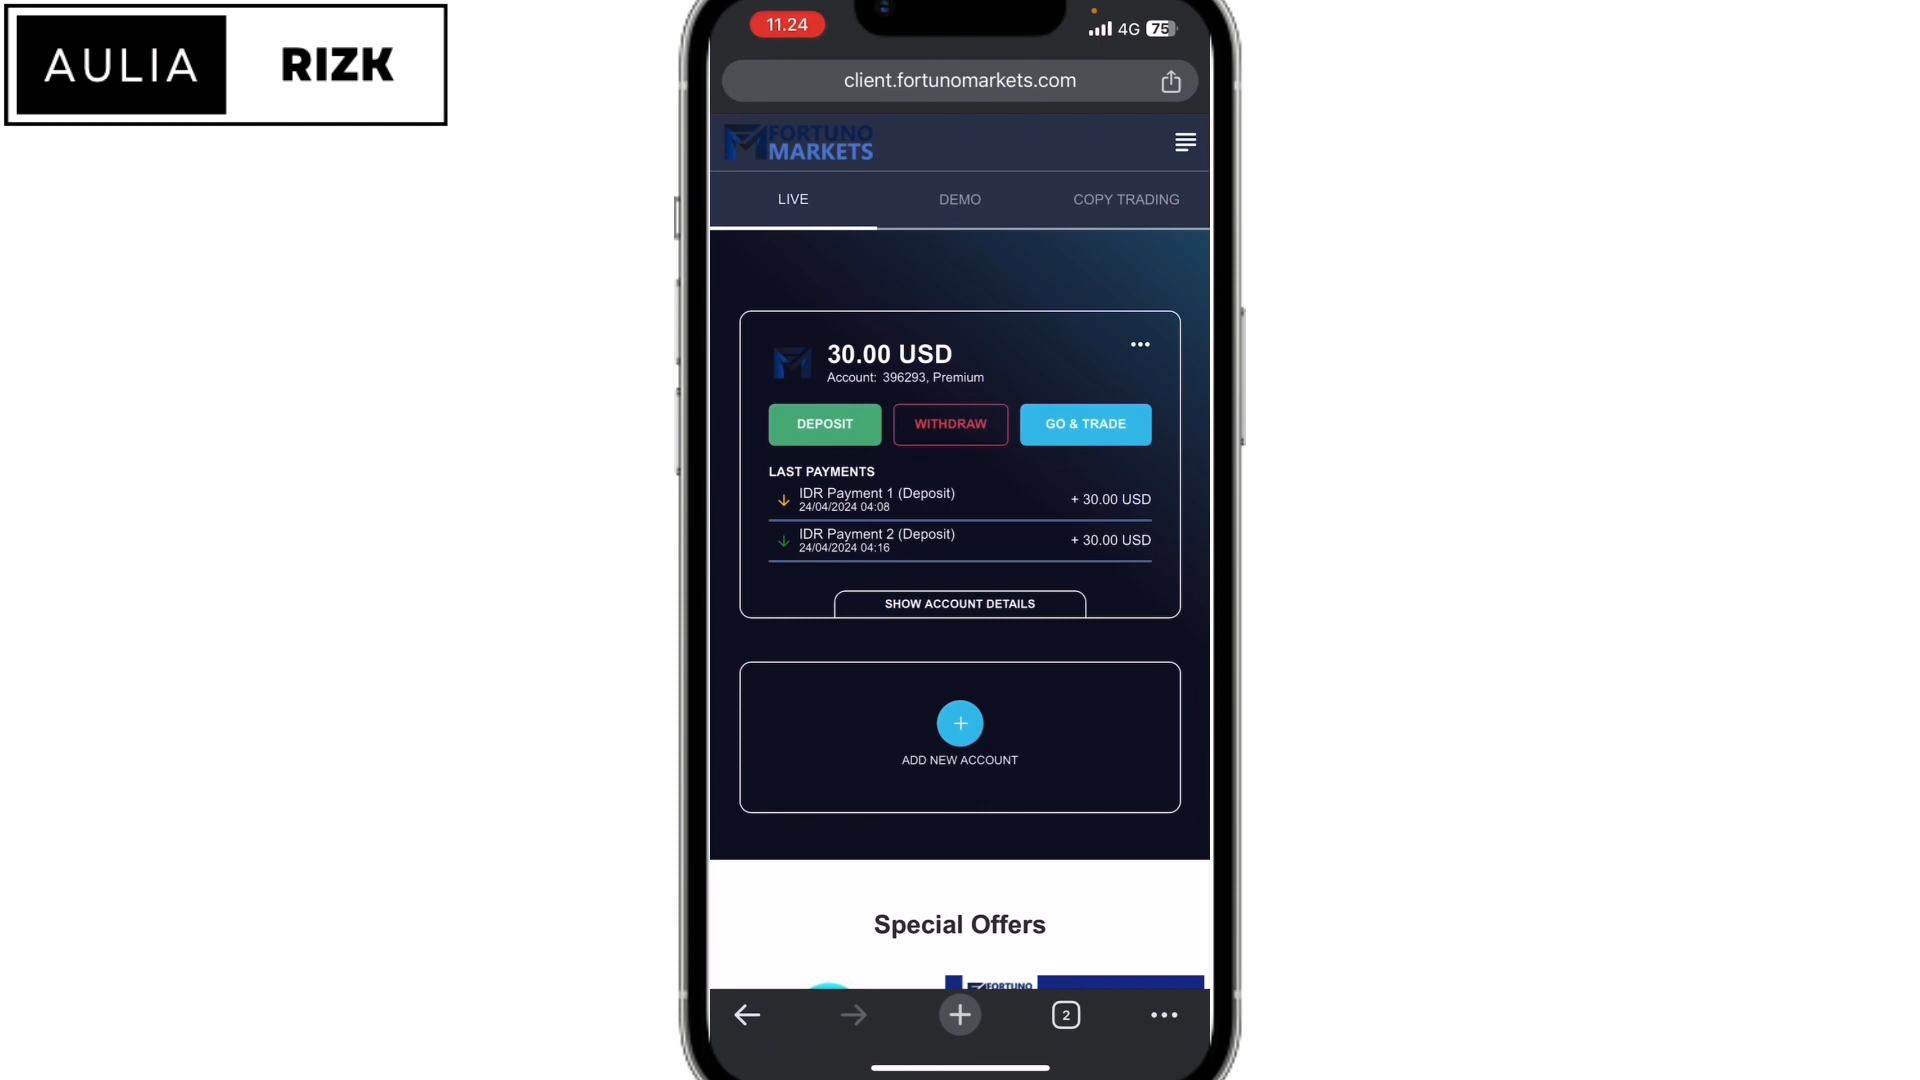 AULIA RIZK
11.24
4G 75
client.fortunomarkets.com
FORTUNO
MARKETS
LIVE DEMO COPY TRADING
30.00 USD
Account: 396293, Premium
DEPOSIT WITHDRAW GO & TRADE
LAST PAYMENTS
IDR Payment 1 (Deposit) + 30.00 USD
24/04/2024 04:08
IDR Payment 2 (Deposit) + 30.00 USD
24/04/2024 04:16
SHOW ACCOUNT DETAILS
ADD NEW ACCOUNT
Special Offers
FORTUNO
2